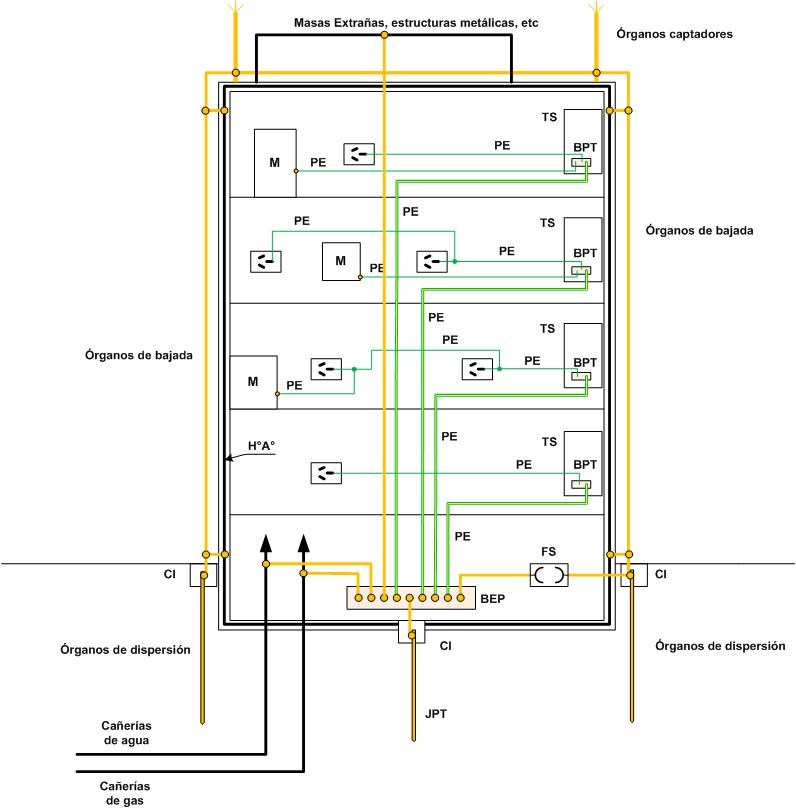 Masas Extrañas, estructuras metálicas, etc
Órganos captadores
TS
PE
BPT
M
PE
PE
TS
Órganos de bajada
PE
PE
BPT
M
PE
PE
TS
PE
Órganos de bajada
PE
BPT
M
PE
PE
TS
H°A°
PE
BPT
PE
FS
CI
CI
BEP
CI
Órganos de dispersión
Órganos de dispersión
JPT
Cañerías
de agua
Cañerías
de gas